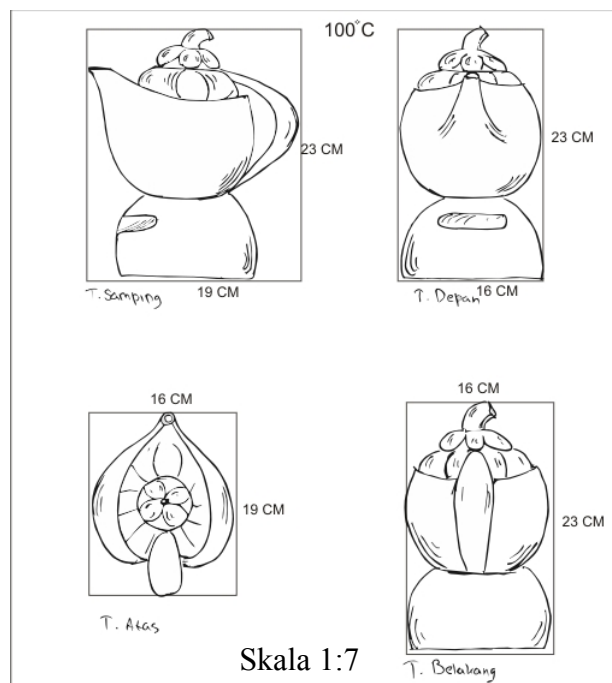 100°C
23 CM
23 CM
19 CM
T. Samping
16 CM
T. Depan
16 CM
16 CM
19 CM
23 CM
T. Atas
Skala 1:7
T. Belakang